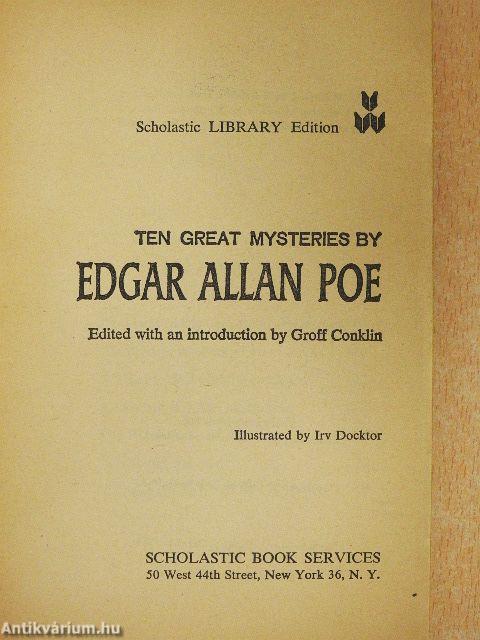 Scholastic LIBRARY Edition
TEN GREAT MYSTERIES BY
EDGAR ALLAN POE
Edited with an introduction by Groff Conklin
Illustrated by Irv Docktor
SCHOLASTIC BOOK SERVICES
50 West 44th Street, New York 36, N. Y.
Antikvárium.hu